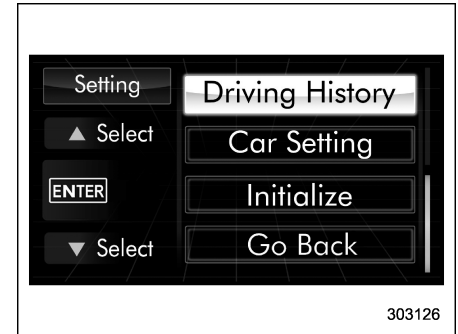 Setting
Driving History
▲ Select
Car Setting
ENTER
Initialize
▼ Select
Go Back
303126